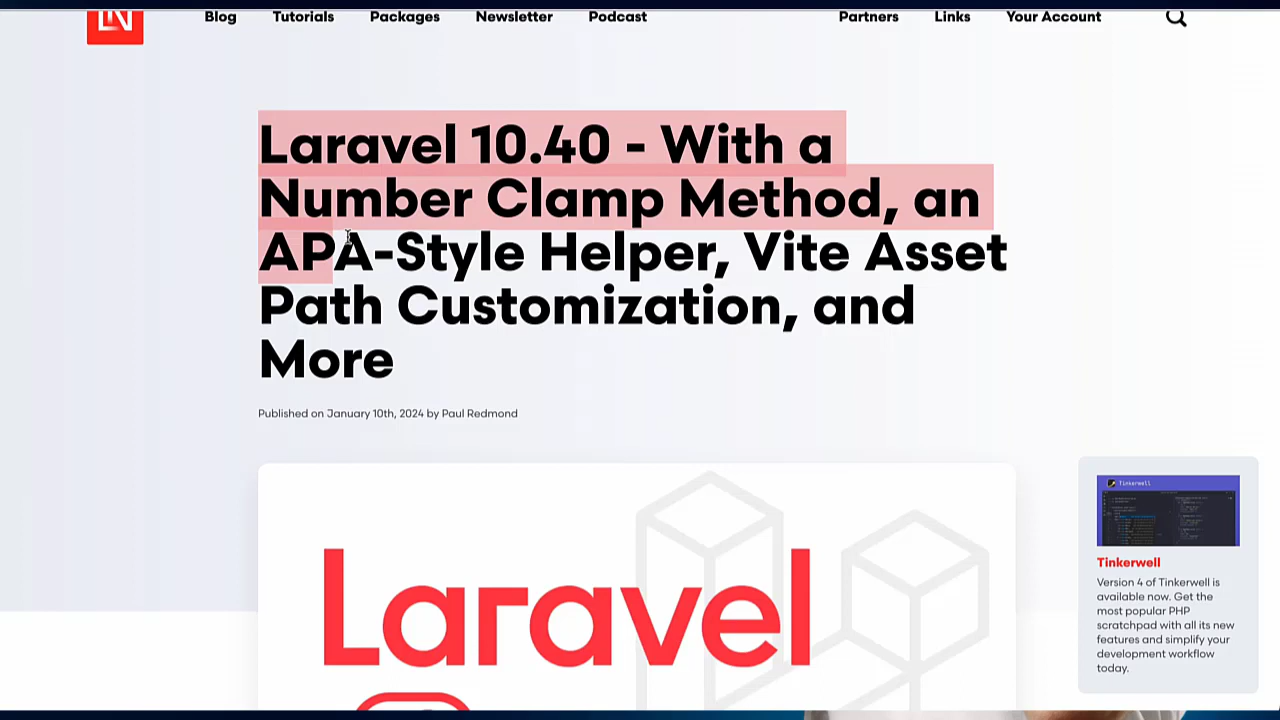 LN
Blog Tutorials Packages Newsletter Podcast Partners Links Your Account
Laravel 10.40 - With a
Number Clamp Method, an
APA-Style Helper, Vite Asset
Path Customization, and
More
Published on January 10th, 2024 by Paul Redmond
Laravel
Tinkerwell
Tinkerwell
Version 4 of Tinkerwell is
available now. Get the
most popular PHP
scratchpad with all its new
features and simplify your
development workflow
today.